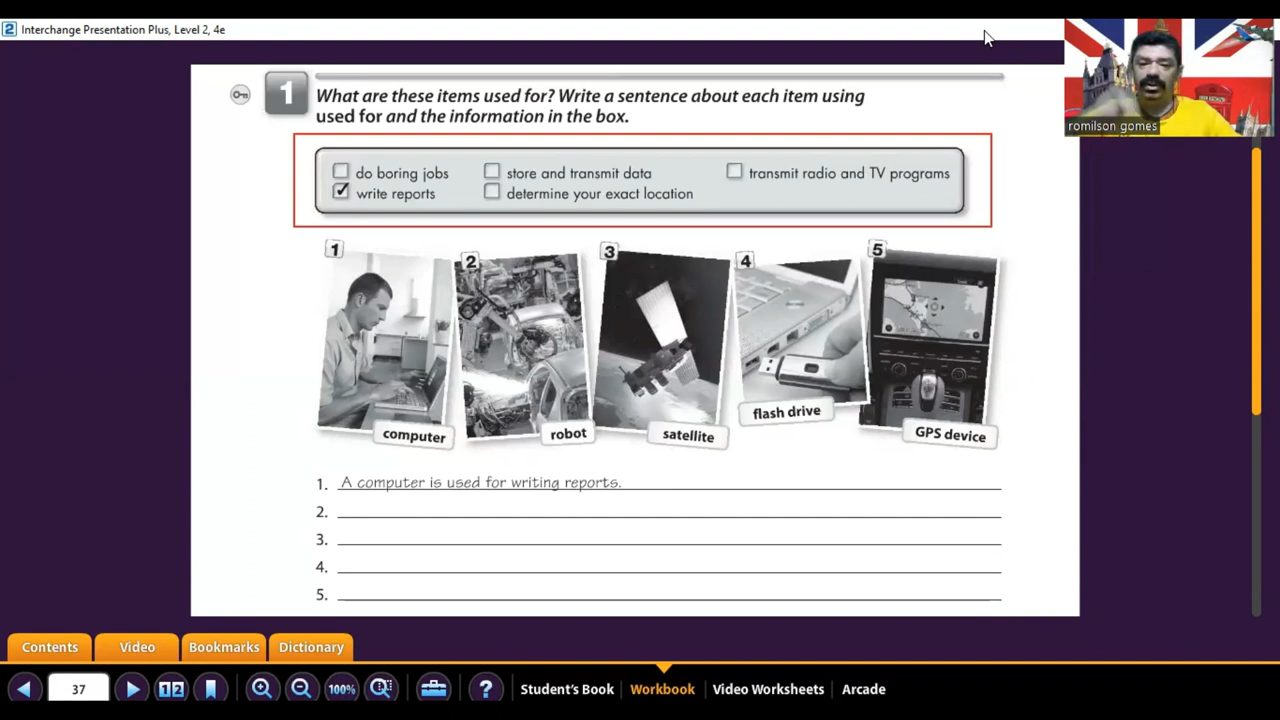 Interchange Presentation Plus, Level 2, 4e
romilson gomes
1
What are these items used for? Write a sentence about each item using
used for and the information in the box.
do boring jobs
store and transmit data
transmit radio and TV programs
write reports
determine your exact location
1
2
3
4
5
computer
robot
satellite
flash drive
GPS device
1. A computer is used for writing reports.
2.
3.
4.
5.
Contents
Video
Bookmarks
Dictionary
37
12
100%
?
Student's Book
Workbook
Video Worksheets
Arcade